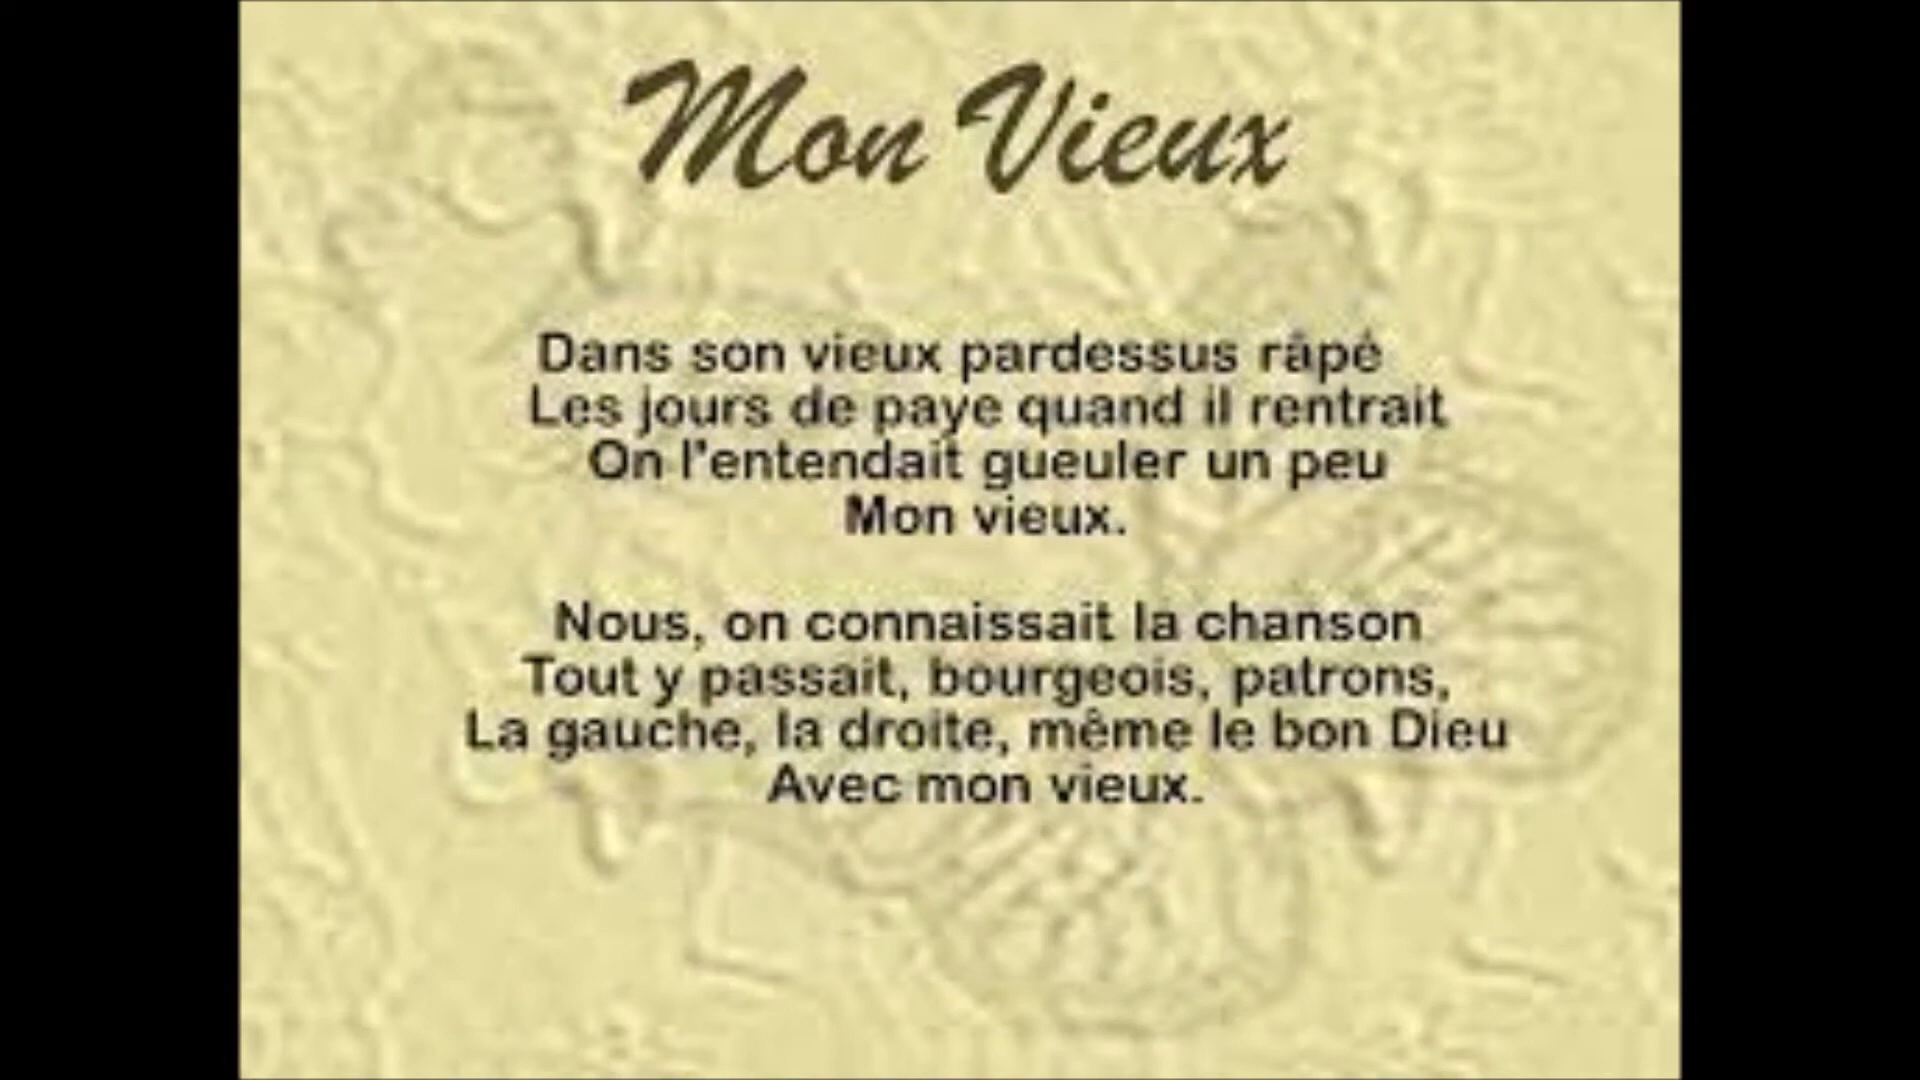 Mon Vieux
Dans son vieux pardessus râpé
Les jours de paye quand il rentrait
On l'entendait gueuler un peu
Mon vieux.
Nous, on connaissait la chanson
Tout y passait, bourgeois, patrons,
La gauche, la droite, même le bon Dieu
Avec mon vieux.